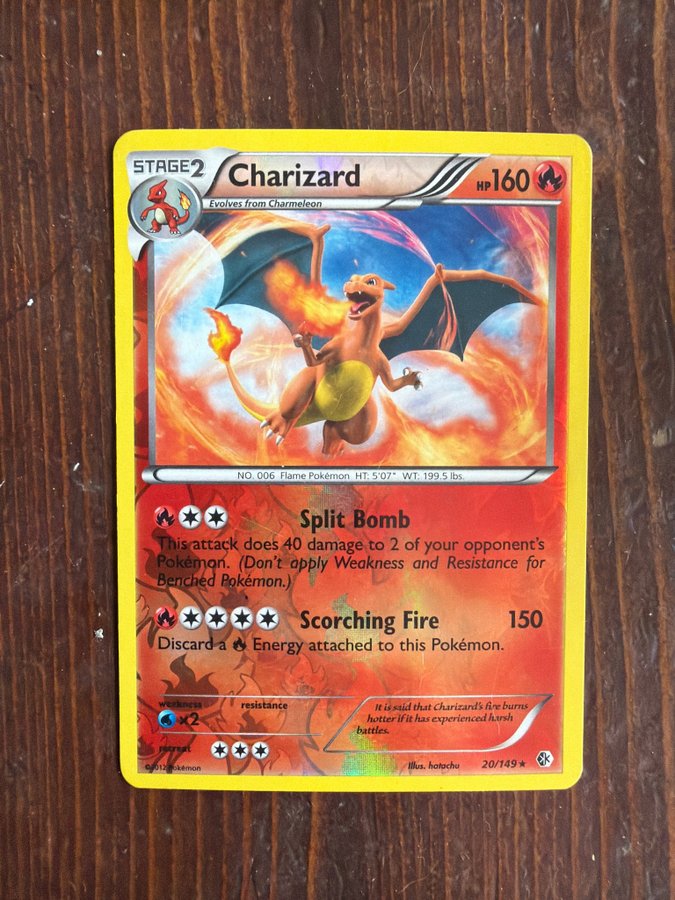 STAGE2 Charizard HP160
Evolves from Charmeleon
NO. 006 Flame Pokémon HT: 5'07" WT: 199.5 lbs.
Split Bomb
This attack does 40 damage to 2 of your opponent's
Pokémon. (Don't apply Weakness and Resistance for
Benched Pokémon.)
Scorching Fire 150
Discard a Energy attached to this Pokémon.
weakness resistance
×2
It is said that Charizard's fire burns
hotter if it has experienced harsh
battles.
retreat
©2012 Pokémon Illus. hatachu 20/149★